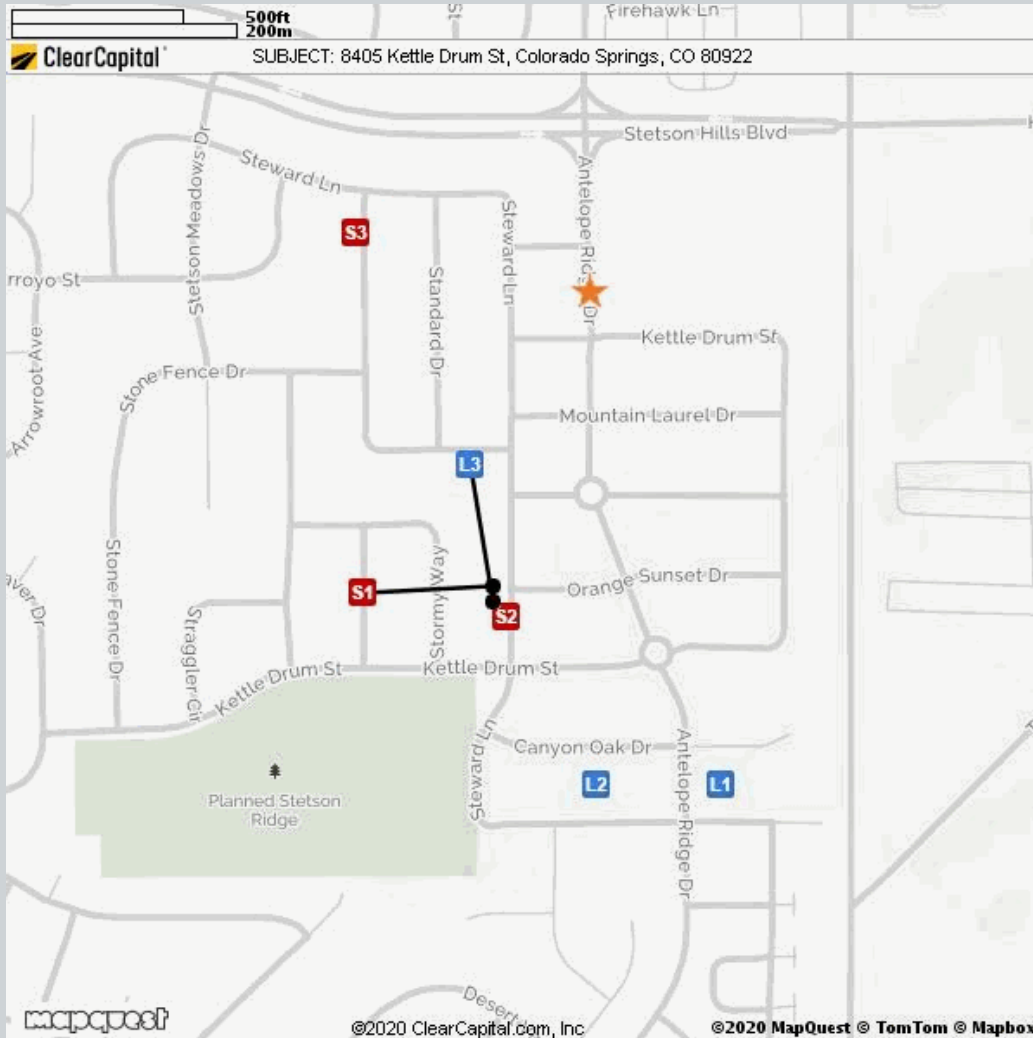 500ft
200m
Firehawk Ln
St
ClearCapital
SUBJECT: 8405 Kettle Drum St, Colorado Springs, CO 80922
Stetson Hills Blvd
Stetson Meadows Dr
Steward Ln
Antelope Ridge Dr
Steward Ln
S3
Standard Dr
rroyo St
Arrowroot Ave
Kettle Drum St
Stone Fence Dr
Mountain Laurel Dr
L3
Stone Fence Dr
Stormy Way
Orange Sunset Dr
aver Dr
S1
S2
Straggler Cir
Kettle Drum St
Kettle Drum St
Steward Ln
Canyon Oak Dr
Antelope Ridge Dr
L2
L1
Planned Stetson
Ridge
Desert
mapquest
©2020 ClearCapital.com, Inc
©2020 MapQuest © TomTom © Mapbox